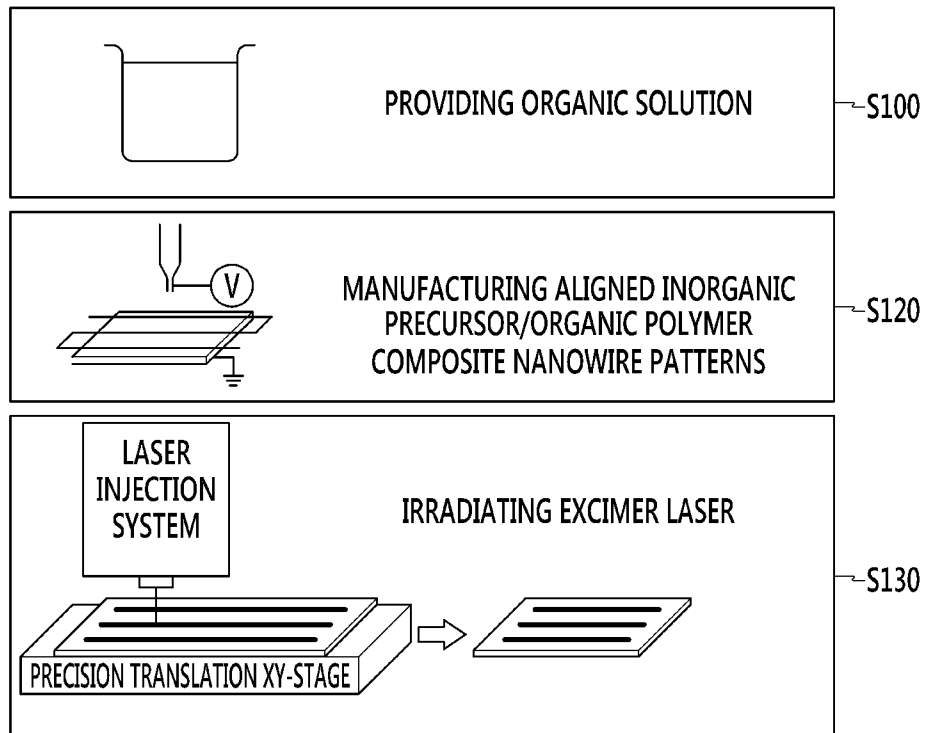 PROVIDING ORGANIC SOLUTION
S100
V
MANUFACTURING ALIGNED INORGANIC
PRECURSOR/ORGANIC POLYMER
COMPOSITE NANOWIRE PATTERNS
S120
LASER
INJECTION
SYSTEM
IRRADIATING EXCIMER LASER
S130
PRECISION TRANSLATION XY-STAGE